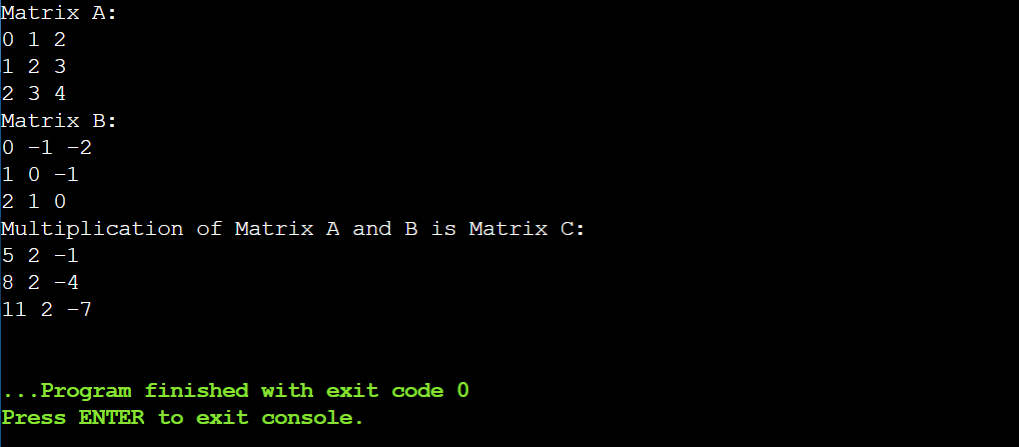 Matrix A:
0 1 2
1 2 3
2 3 4
Matrix B:
0 -1 -2
1 0 -1
2 1 0
Multiplication of Matrix A and B is Matrix C:
5 2 -1
8 2 -4
11 2 -7
...Program finished with exit code 0
Press ENTER to exit console.